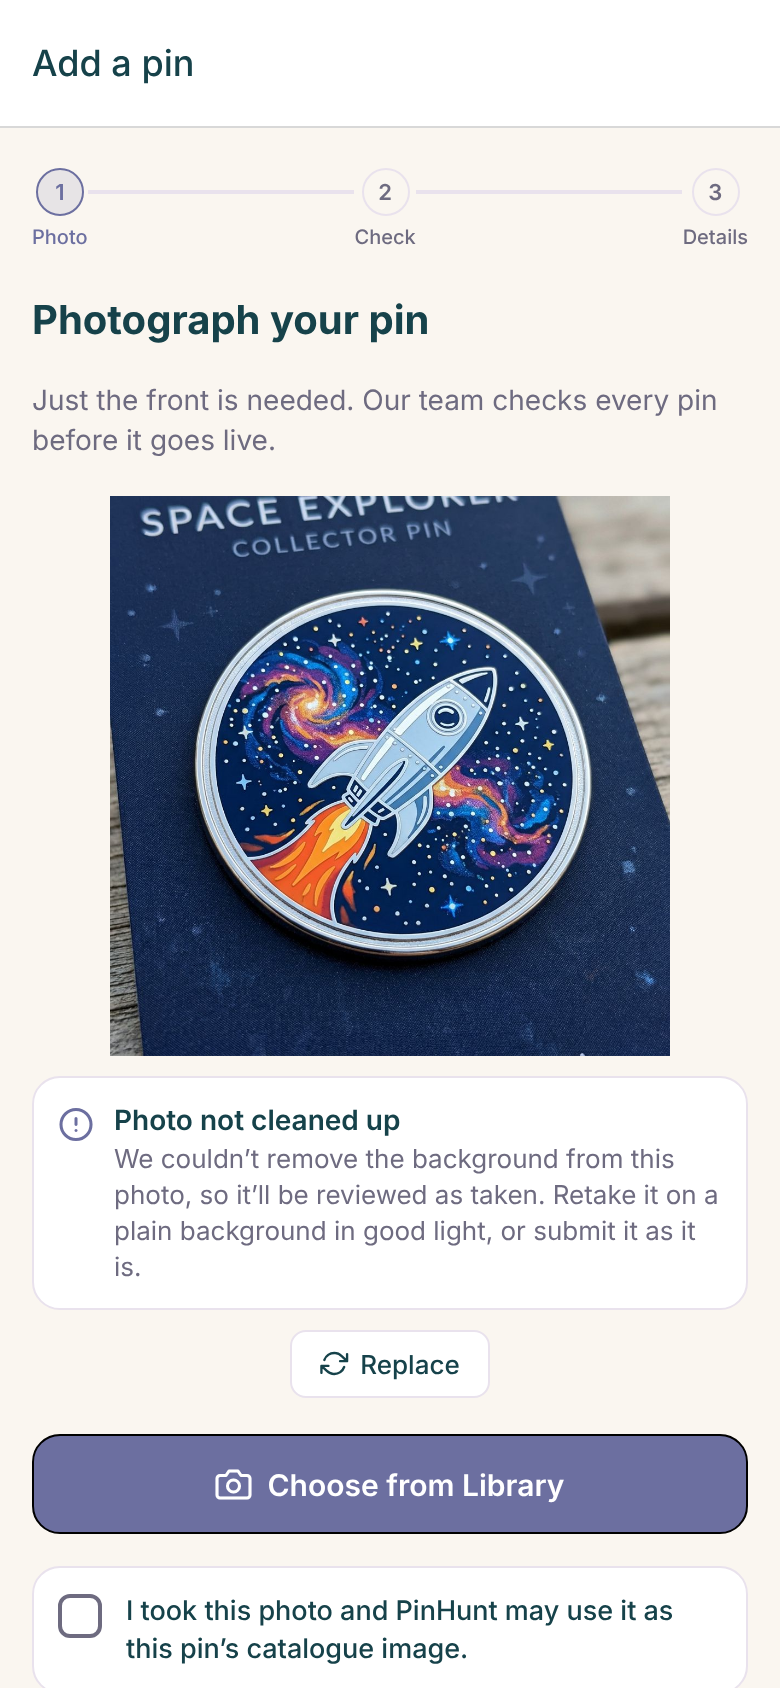 Add a pin
1
2
3
Photo
Check
Details
Photograph your pin
Just the front is needed. Our team checks every pin
before it goes live.
SPACE EXPLORER
COLLECTOR PIN
Photo not cleaned up
We couldn’t remove the background from this
photo, so it’ll be reviewed as taken. Retake it on a
plain background in good light, or submit it as it
is.
Replace
Choose from Library
I took this photo and PinHunt may use it as
this pin’s catalogue image.